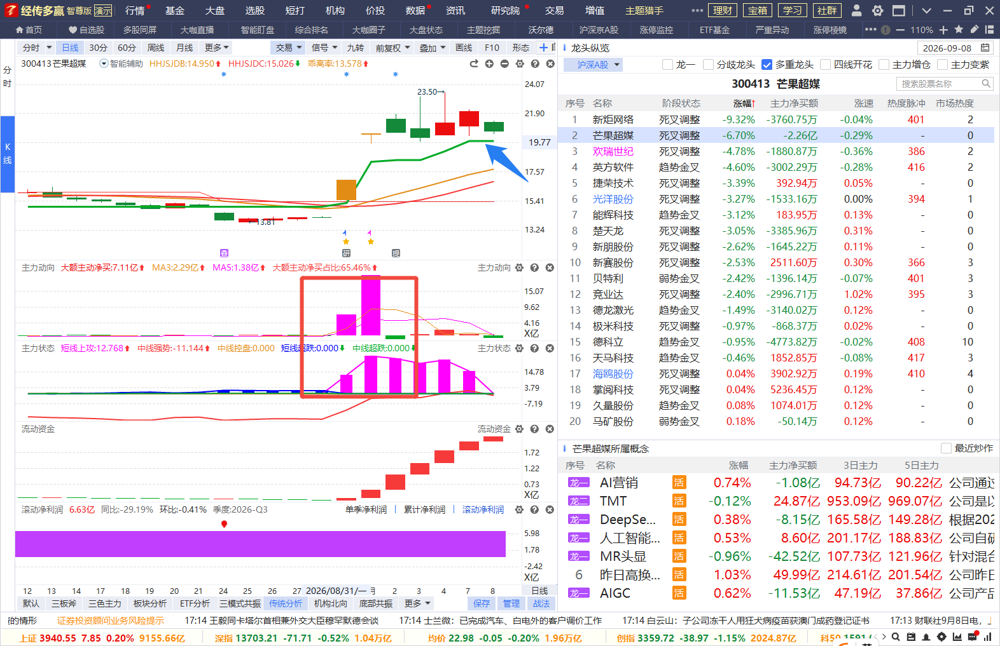 经传多赢 智尊版 演示 行情 基金 大盘 选股 短打 机构 价投 数据 资讯 研究院 交易 增值 主题猎手 ••• 理财 宝箱 学习 社群
首页 自选股 多股同屏 大咖直播 智能盯盘 综合排名 大咖圈子 大盘状态 主题挖掘 沃尔德 沪深京A股 涨停监控 ETF基金 严重异动 涨停棱镜 ••• 110%
分时
K线
分时 日线 30分 60分 周线 月线 更多 交易 信号 九转 前复权 叠加 画线 F10 形态
300413芒果超媒 智能辅助 HHJSJDB:14.950 HHJSJDC:15.026 乖离率:13.578
24.07
21.90
19.77
17.57
15.41
13.24
23.50
13.81
研
提
主力动向 大额主动净买:7.11亿 MA3:2.29亿 MA5:1.38亿 大额主动净买占比:65.46% 主力动向
15.07
9.62
4.16
X亿
主力状态 短线上攻:12.768 中线强势:-11.144 中线控盘:0.000 短线超跌:0.000 中线超跌:0.000 主力状态
14.78
3.79
-7.19
流动资金 流动资金
1.72
1.22
0.73
X亿
滚动净利润 6.63亿 同比:-29.19% 环比:-0.41% 季度:2026-Q3 单季净利润 | 累计净利润 | 滚动净利润
5.98
1.78
-2.42
X亿
12 13 14 17 18 19 20 21 24 25 26 27 2026/08/31/一 2 3 4 7 8 日线
默认 三板斧 三色主力 板块分析 ETF分析 三模式共振 传统分析 机构北向 底部共振 更多 保存 管理 战法
龙头纵览 2026-09-08
沪深A股 龙一 分歧龙头 多重龙头 四线开花 主力增仓 主力变紫
300413 芒果超媒 搜索股票名称
序号 名称 阶段状态 涨幅↑ 主力净买额 涨速 热度脉冲 市场热度
1 新炬网络 死叉调整 -9.32% -3760.75万 -0.04% 401 2
2 芒果超媒 死叉调整 -6.70% -2.26亿 -0.29% - 0
3 欢瑞世纪 死叉调整 -4.78% -1880.87万 -0.36% 386 2
4 英方软件 趋势金叉 -4.60% -3002.29万 -0.28% 416 2
5 捷荣技术 死叉调整 -3.39% 392.94万 0.05% - 0
6 光洋股份 死叉调整 -3.27% -1533.16万 0.00% 394 1
7 能辉科技 趋势金叉 -3.12% 183.95万 0.13% - 0
8 楚天龙 死叉调整 -3.05% -3385.96万 0.31% - 0
9 新朋股份 死叉调整 -2.62% -1645.22万 0.11% - 0
10 新赛股份 死叉调整 -2.53% 2511.60万 0.30% 366 3
11 贝特利 弱势金叉 -2.42% -1396.14万 -0.07% 401 3
12 竞业达 死叉调整 -2.40% -2996.71万 1.02% 395 3
13 德龙激光 趋势金叉 -1.49% -3140.02万 0.12% - 0
14 极米科技 死叉调整 -0.97% -868.37万 0.02% - 0
15 德科立 死叉调整 -0.95% -4773.82万 -0.02% 408 10
16 天马科技 死叉调整 -0.46% 1852.85万 -0.08% 417 3
17 海鸥股份 死叉调整 0.04% 3902.92万 0.19% 410 4
18 掌阅科技 死叉调整 0.04% 5236.45万 0.12% - 0
19 久量股份 趋势金叉 0.08% 1074.01万 0.12% - 0
20 马矿股份 弱势金叉 0.18% -50.14万 0.12% - 0
芒果超媒所属概念 最近炒作
序号 名称 涨幅 主力净买额 3日主力 5日主力
龙一 AI营销 活 0.74% -1.08亿 94.73亿 90.22亿 公司通过
龙一 TMT 活 -0.12% 24.87亿 953.09亿 969.07亿 公司是以
龙一 DeepSe... 活 0.38% -8.15亿 165.58亿 149.28亿 根据202
龙一 人工智能... 活 0.53% 8.60亿 201.17亿 188.83亿 公司自研
龙一 MR头显 活 -0.96% -42.52亿 107.73亿 121.96亿 针对混合
6 昨日高换... 活 1.03% 49.99亿 214.61亿 201.54亿 公司昨日
龙一 AIGC 活 0.62% -11.53亿 47.19亿 37.86亿 公司产品
的情形 证券投资顾问业务风险提示 17:14 王毅同卡塔尔首相兼外交大臣穆罕默德会谈 17:14 士兰微：已完成汽车、白电外的客户调价工作 17:14 白云山：子公司冻干人用狂犬病疫苗获澳门成药登记证书 17:13 财联社9月8日电，
上证 3940.55 7.85 0.20% 9155.66亿 深指 13703.21 -71.71 -0.52% 1.04万亿 均价 22.98 -0.05 -0.20% 1.96万亿 创指 3359.72 -38.97 -1.15% 2024.87亿 科50